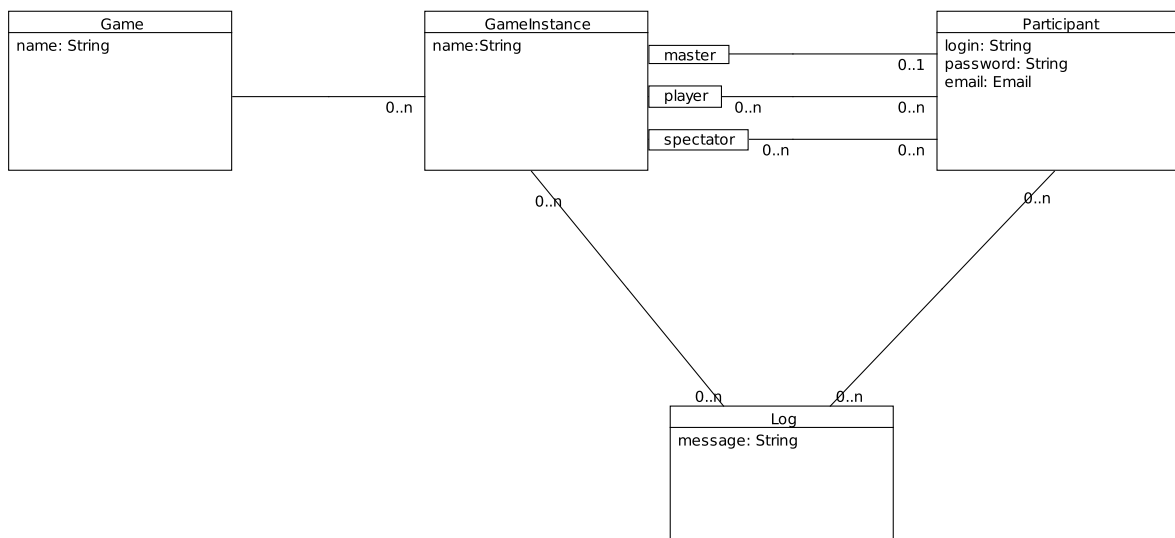 Game
name: String
GameInstance
name:String
master
player
spectator
0..n
0..1
0..n
0..n
0..n
0..n
Participant
login: String
password: String
email: Email
0..n
0..n
0..n
0..n
Log
message: String